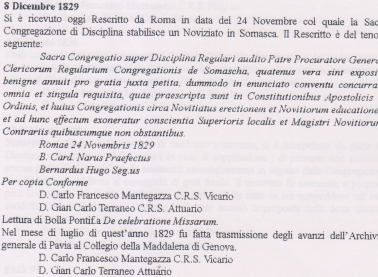 8 Dicembre 1829
Si è ricevuto oggi Rescritto da Roma in data del 24 Novembre col quale la Sac
Congregazione di Disciplina stabilisce un Noviziato in Somasca. Il Rescritto è del teno
seguente:
Sacra Congregatio super Disciplina Regulari audito Patre Procuratore Genera
Clericorum Regularium Congregationis de Somascha, quatenus vera sint exposi
benigne annuit pro gratia juxta petita, dummodo in enunciato conventu concurra
omnia et singula requisita, quae praescripta sunt in Constitutionibus Apostolicis
Ordinis, et huius Congregationis circa Novitiatus erectionem et Novitiorum educatione
et ad hunc effectum exoneratur conscientia Superioris localis et Magistri Novitioru
Contrariis quibuscumque non obstantibus.
Romae 24 Novembris 1829
B. Card. Narus Praefectus
Bernardus Hugo Seg.us
Per copia Conforme
D. Carlo Francesco Mantegazza C.R.S. Vicario
D. Gian Carlo Terraneo C.R.S. Attuario
Lettura di Bolla Pontif.a De celebratione Missarum.
Nel mese di luglio di quest'anno 1829 fu fatta trasmissione degli avanzi dell'Archivi
generale di Pavia al Collegio della Maddalena di Genova.
D. Carlo Francesco Mantegazza C.R.S. Vicario
D. Gian Carlo Terraneo Attuario